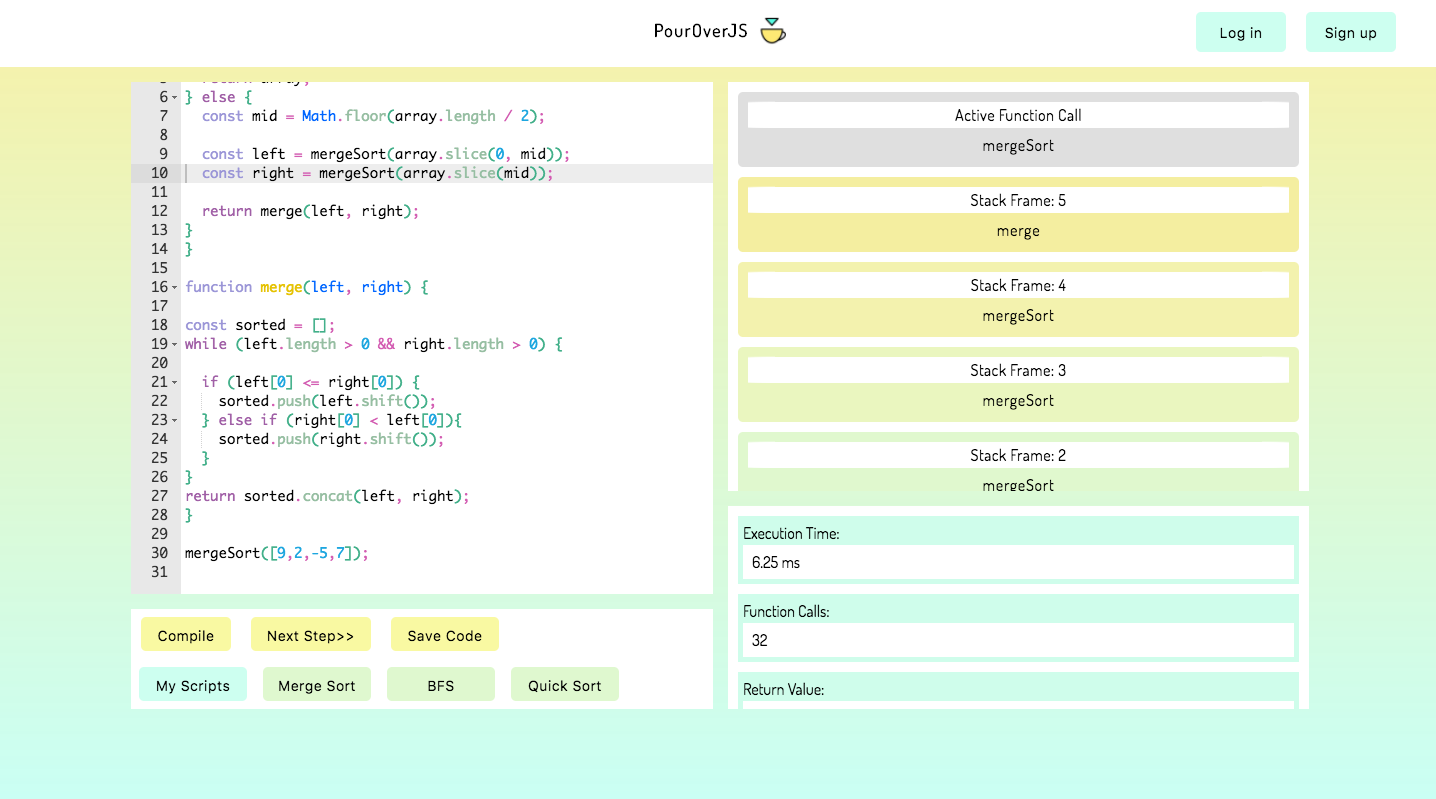 PourOverJS
Log in
Sign up
return array;
6 } else {
7 const mid = Math.floor(array.length / 2);
8
9 const left = mergeSort(array.slice(0, mid));
10 const right = mergeSort(array.slice(mid));
11
12 return merge(left, right);
13 }
14 }
15
16 function merge(left, right) {
17
18 const sorted = [];
19 while (left.length > 0 && right.length > 0) {
20
21 if (left[0] <= right[0]) {
22 sorted.push(left.shift());
23 } else if (right[0] < left[0]){
24 sorted.push(right.shift());
25 }
26 }
27 return sorted.concat(left, right);
28 }
29
30 mergeSort([9,2,-5,7]);
31
Compile
Next Step>>
Save Code
My Scripts
Merge Sort
BFS
Quick Sort
Active Function Call
mergeSort
Stack Frame: 5
merge
Stack Frame: 4
mergeSort
Stack Frame: 3
mergeSort
Stack Frame: 2
mergeSort
Execution Time:
6.25 ms
Function Calls:
32
Return Value: